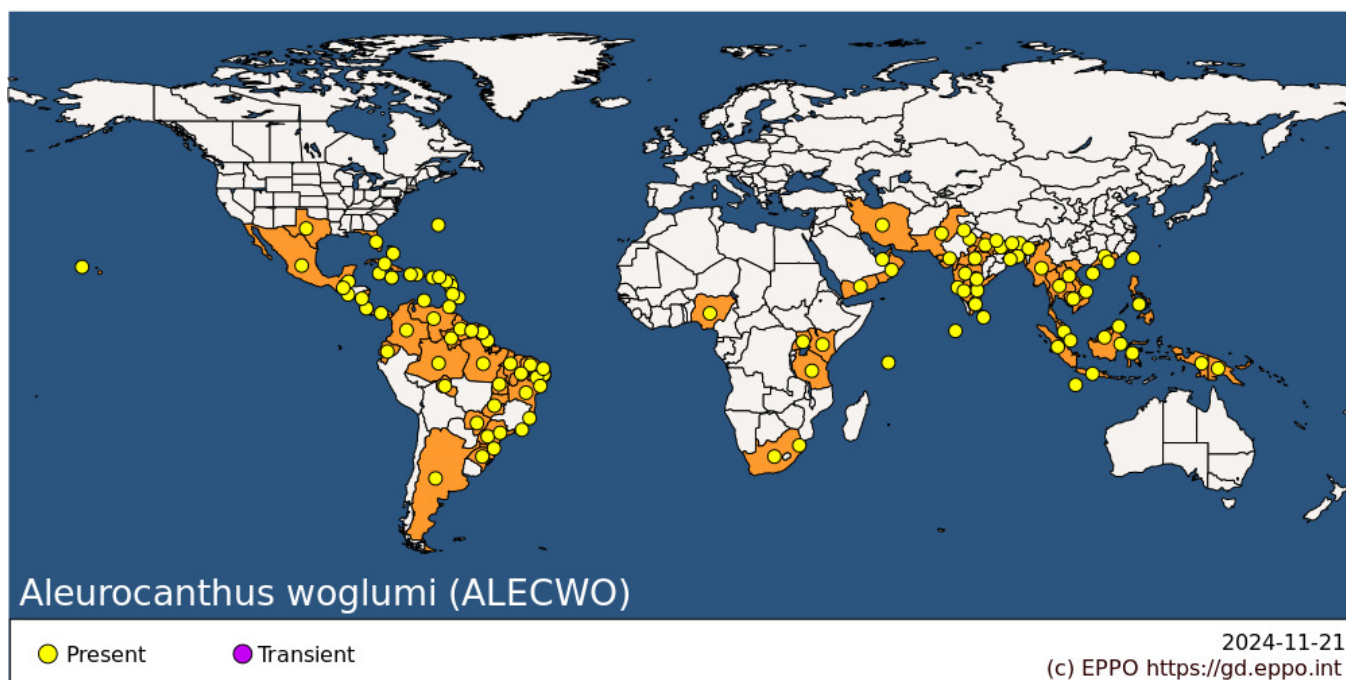 Aleurocanthus woglumi (ALECWO)
Present
Transient
2024-11-21
(c) EPPO https://gd.eppo.int